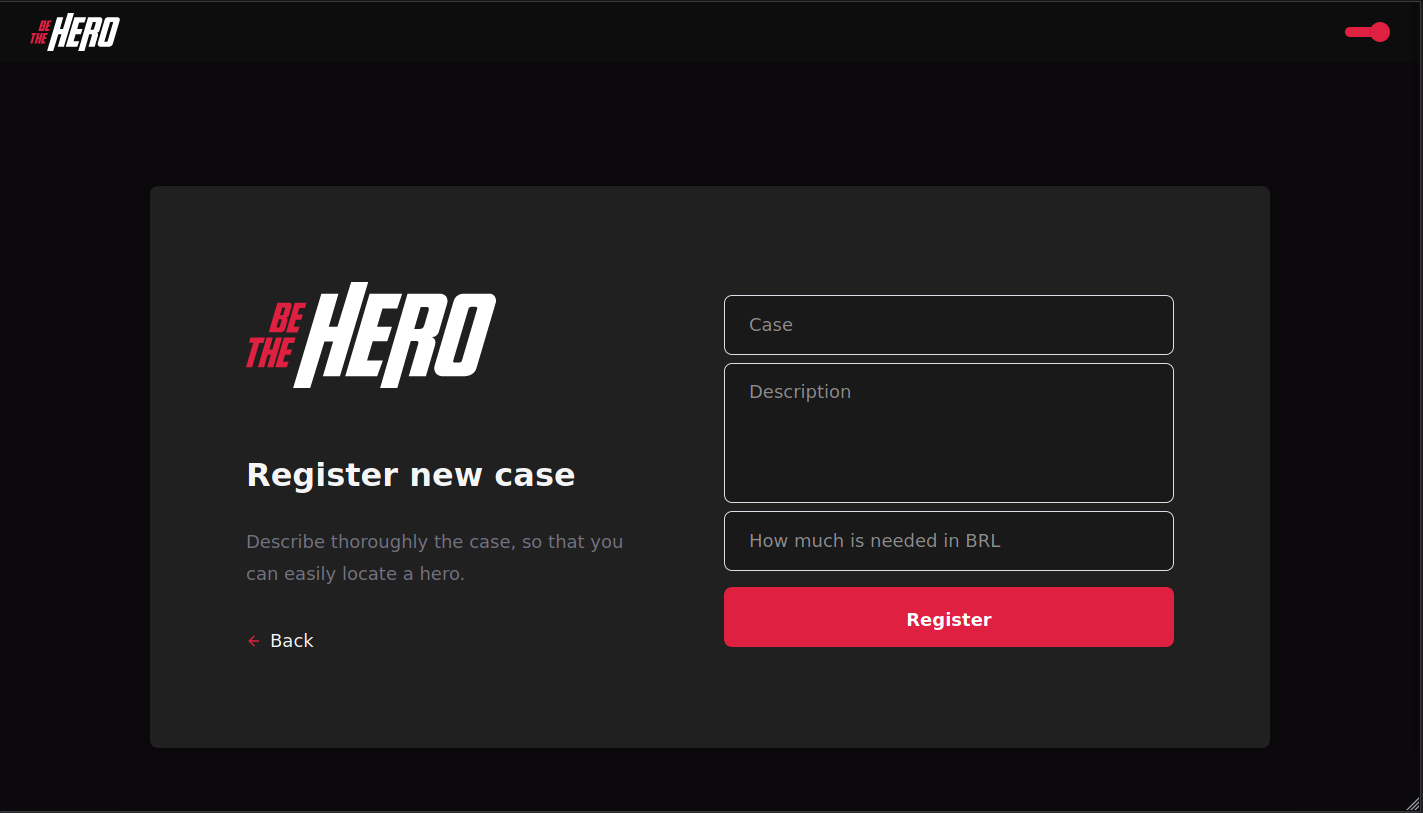 BE
THE HERO
BE
THE HERO
Register new case
Describe thoroughly the case, so that you
can easily locate a hero.
← Back
Case
Description
How much is needed in BRL
Register